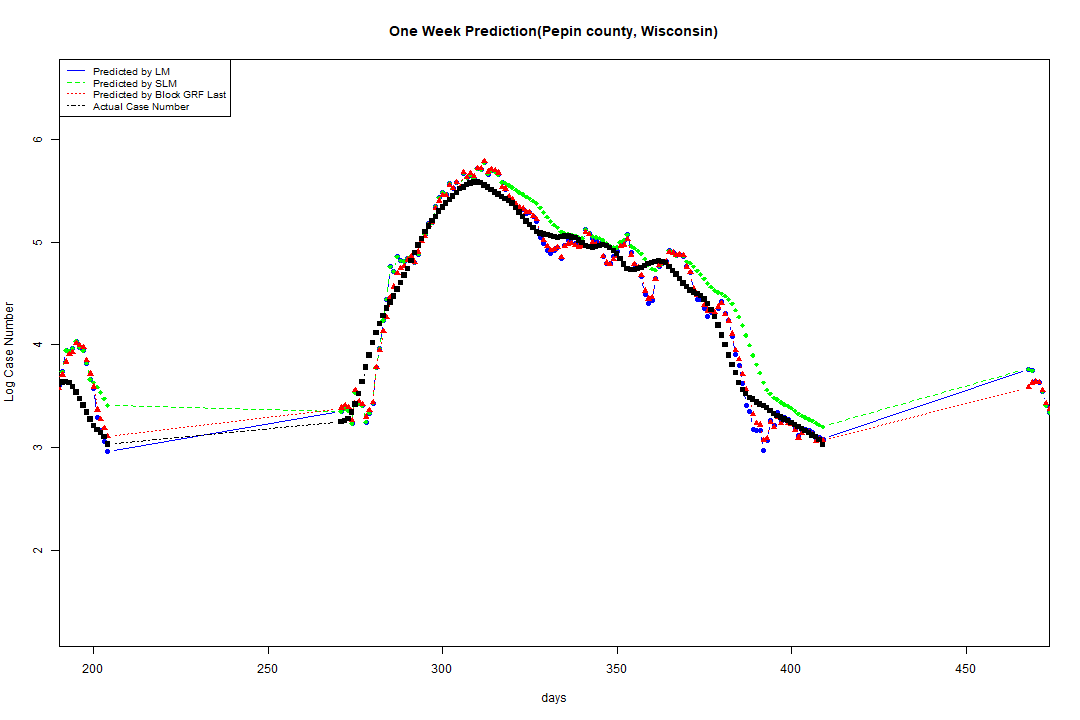 One Week Prediction(Pepin county, Wisconsin)
Predicted by LM
Predicted by SLM
Predicted by Block GRF Last
Actual Case Number
6
5
4
3
2
Log Case Number
200 250 300 350 400 450
days